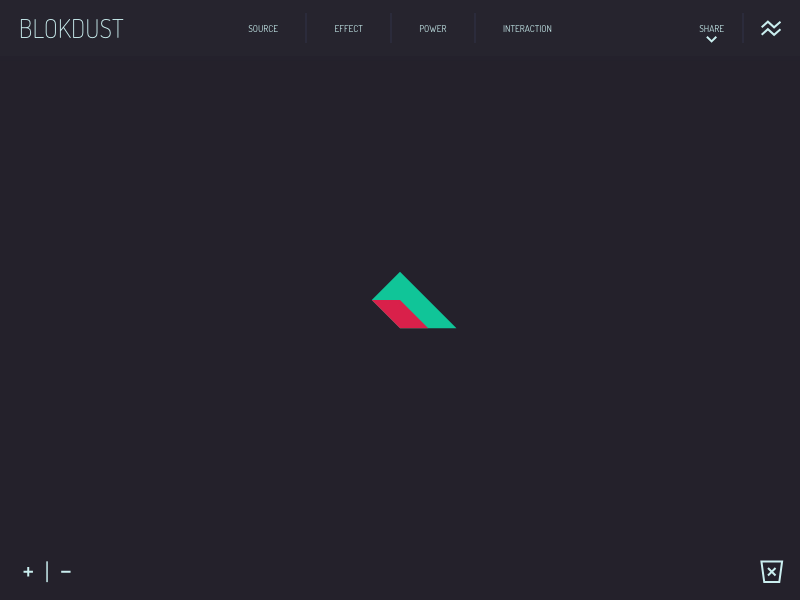 BLOKDUST
SOURCE
EFFECT
POWER
INTERACTION
SHARE